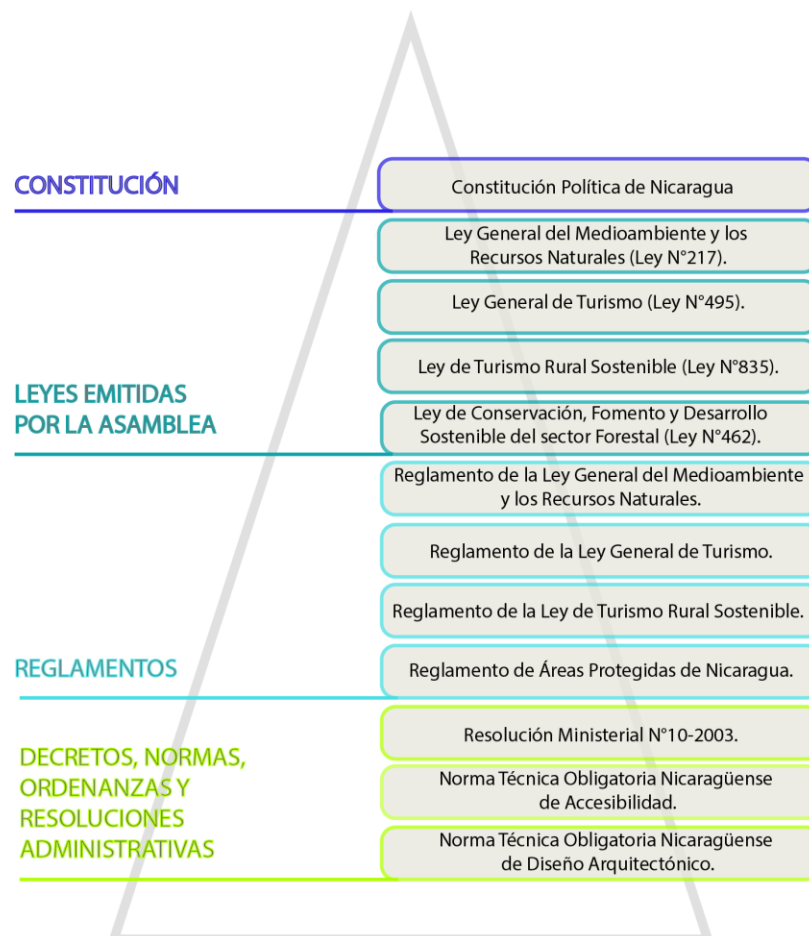 CONSTITUCIÓN
Constitución Política de Nicaragua
Ley General del Medioambiente y los
Recursos Naturales (Ley N°217).
Ley General de Turismo (Ley N°495).
Ley de Turismo Rural Sostenible (Ley N°835).
LEYES EMITIDAS
POR LA ASAMBLEA
Ley de Conservación, Fomento y Desarrollo
Sostenible del sector Forestal (Ley N°462).
Reglamento de la Ley General del Medioambiente
y los Recursos Naturales.
Reglamento de la Ley General de Turismo.
Reglamento de la Ley de Turismo Rural Sostenible.
REGLAMENTOS
Reglamento de Áreas Protegidas de Nicaragua.
DECRETOS, NORMAS,
ORDENANZAS Y
RESOLUCIONES
ADMINISTRATIVAS
Resolución Ministerial N°10-2003.
Norma Técnica Obligatoria Nicaragüense
de Accesibilidad.
Norma Técnica Obligatoria Nicaragüense
de Diseño Arquitectónico.